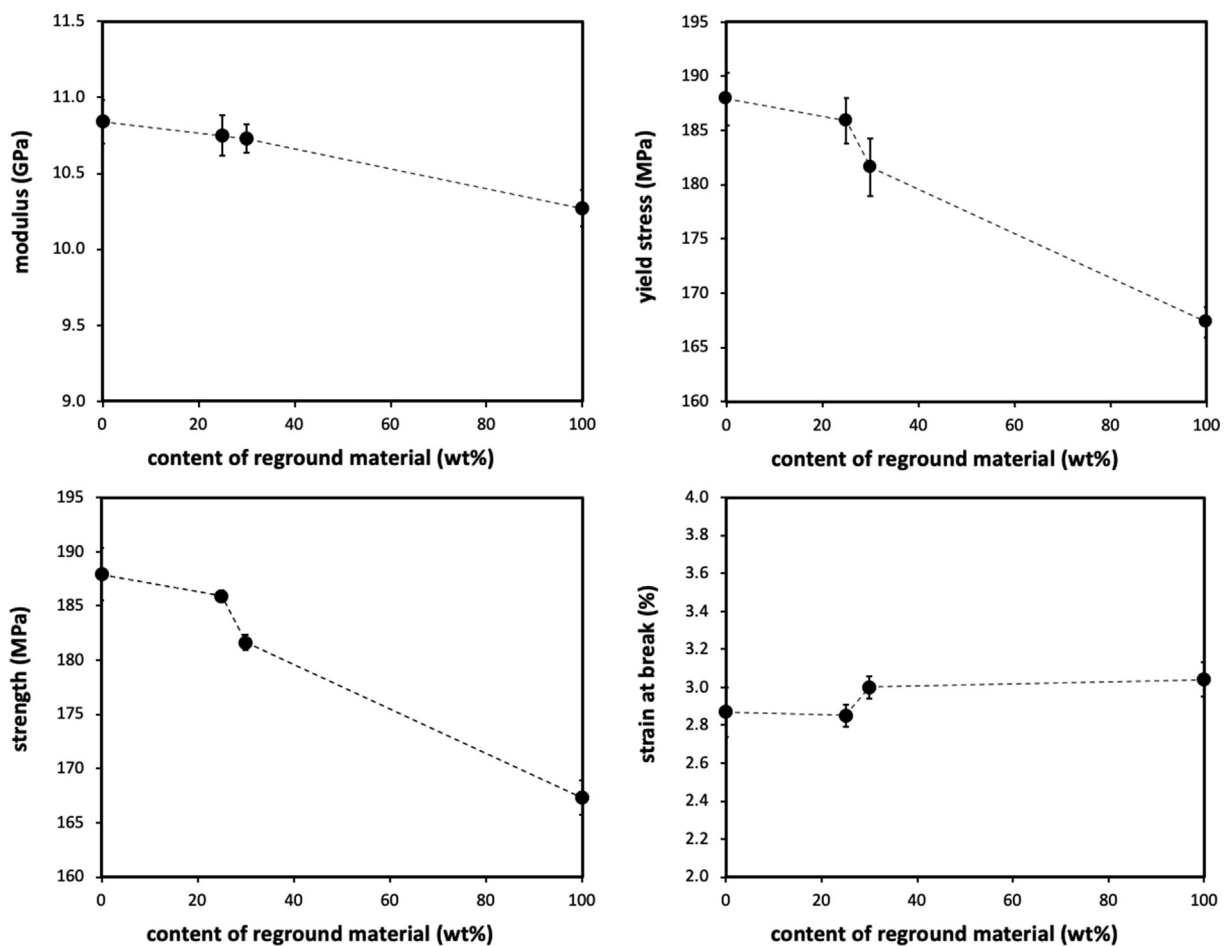 11.5
11.0
10.5
10.0
9.5
9.0
modulus (GPa)
0 20 40 60 80 100
content of reground material (wt%)
195
190
185
180
175
170
165
160
yield stress (MPa)
0 20 40 60 80 100
content of reground material (wt%)
195
190
185
180
175
170
165
160
strength (MPa)
0 20 40 60 80 100
content of reground material (wt%)
4.0
3.8
3.6
3.4
3.2
3.0
2.8
2.6
2.4
2.2
2.0
strain at break (%)
0 20 40 60 80 100
content of reground material (wt%)